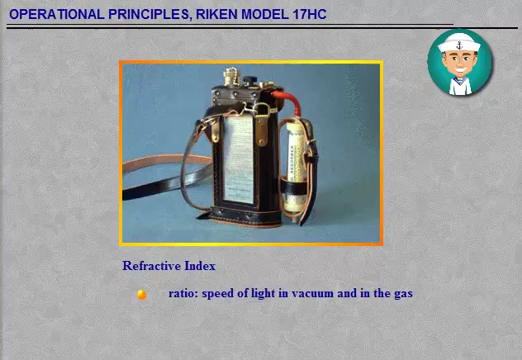 OPERATIONAL PRINCIPLES, RIKEN MODEL 17HC
Refractive Index
ratio: speed of light in vacuum and in the gas